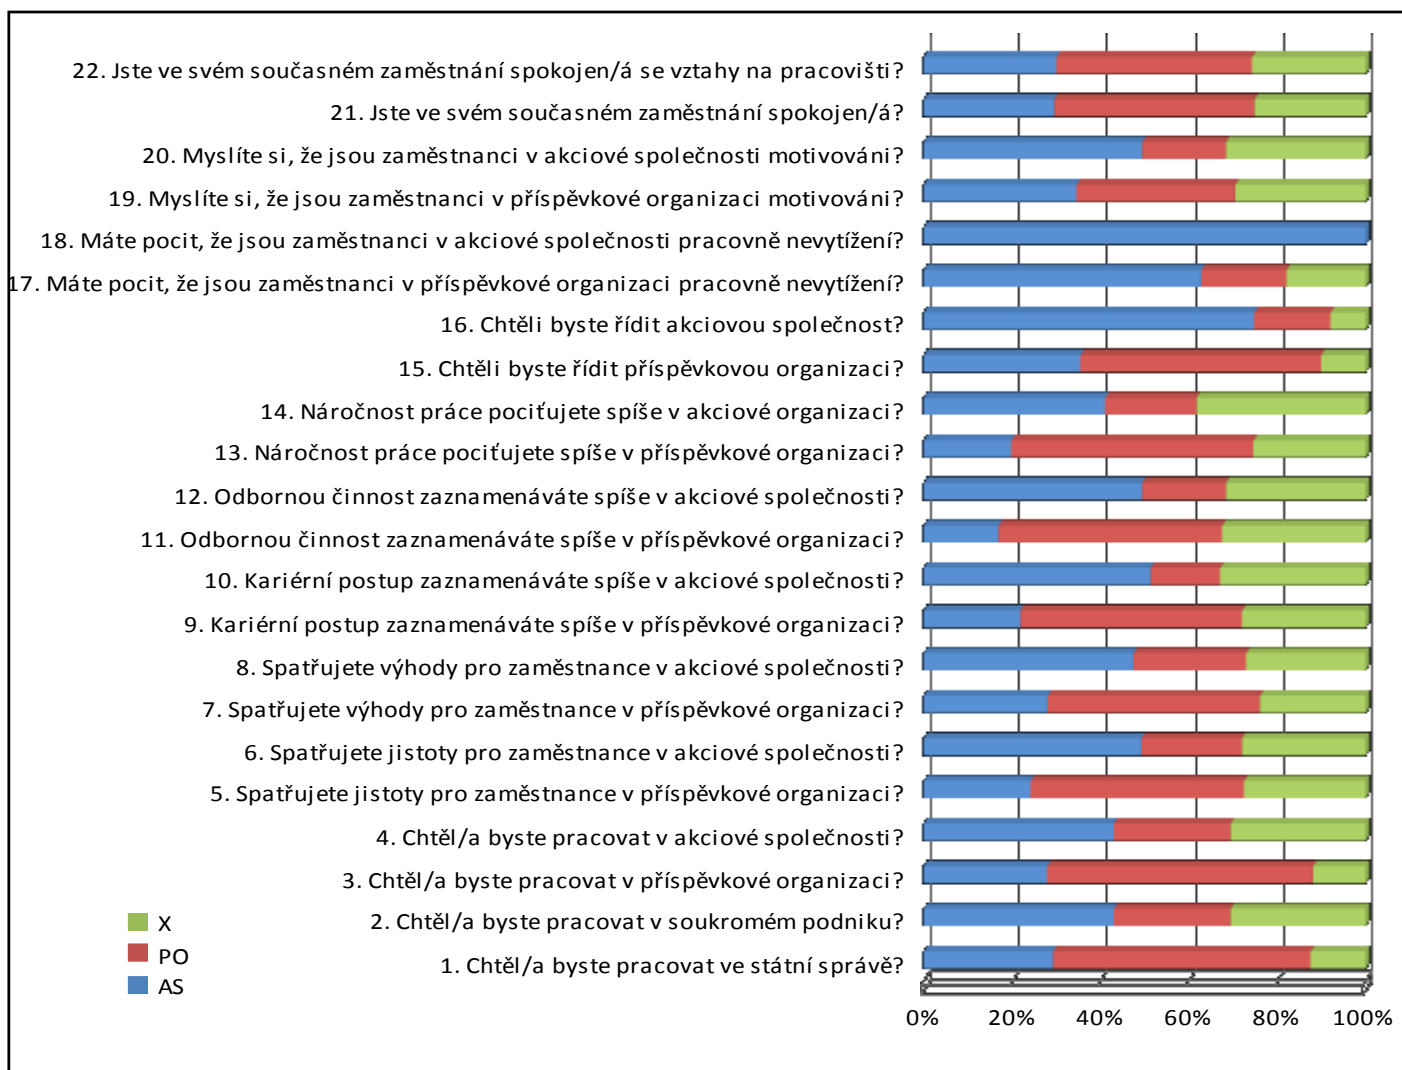 22. Jste ve svém současném zaměstnání spokojen/á se vztahy na pracovišti?
21. Jste ve svém současném zaměstnání spokojen/á?
20. Myslíte si, že jsou zaměstnanci v akciové společnosti motivováni?
19. Myslíte si, že jsou zaměstnanci v příspěvkové organizaci motivováni?
18. Máte pocit, že jsou zaměstnanci v akciové společnosti pracovně nevytížení?
17. Máte pocit, že jsou zaměstnanci v příspěvkové organizaci pracovně nevytížení?
16. Chtěli byste řídit akciovou společnost?
15. Chtěli byste řídit příspěvkovou organizaci?
14. Náročnost práce pociťujete spíše v akciové organizaci?
13. Náročnost práce pociťujete spíše v příspěvkové organizaci?
12. Odbornou činnost zaznamenáváte spíše v akciové společnosti?
11. Odbornou činnost zaznamenáváte spíše v příspěvkové organizaci?
10. Kariérní postup zaznamenáváte spíše v akciové společnosti?
9. Kariérní postup zaznamenáváte spíše v příspěvkové organizaci?
8. Spatřujete výhody pro zaměstnance v akciové společnosti?
7. Spatřujete výhody pro zaměstnance v příspěvkové organizaci?
6. Spatřujete jistoty pro zaměstnance v akciové společnosti?
5. Spatřujete jistoty pro zaměstnance v příspěvkové organizaci?
4. Chtěl/a byste pracovat v akciové společnosti?
3. Chtěl/a byste pracovat v příspěvkové organizaci?
2. Chtěl/a byste pracovat v soukromém podniku?
1. Chtěl/a byste pracovat ve státní správě?
X
PO
AS
0% 20% 40% 60% 80% 100%